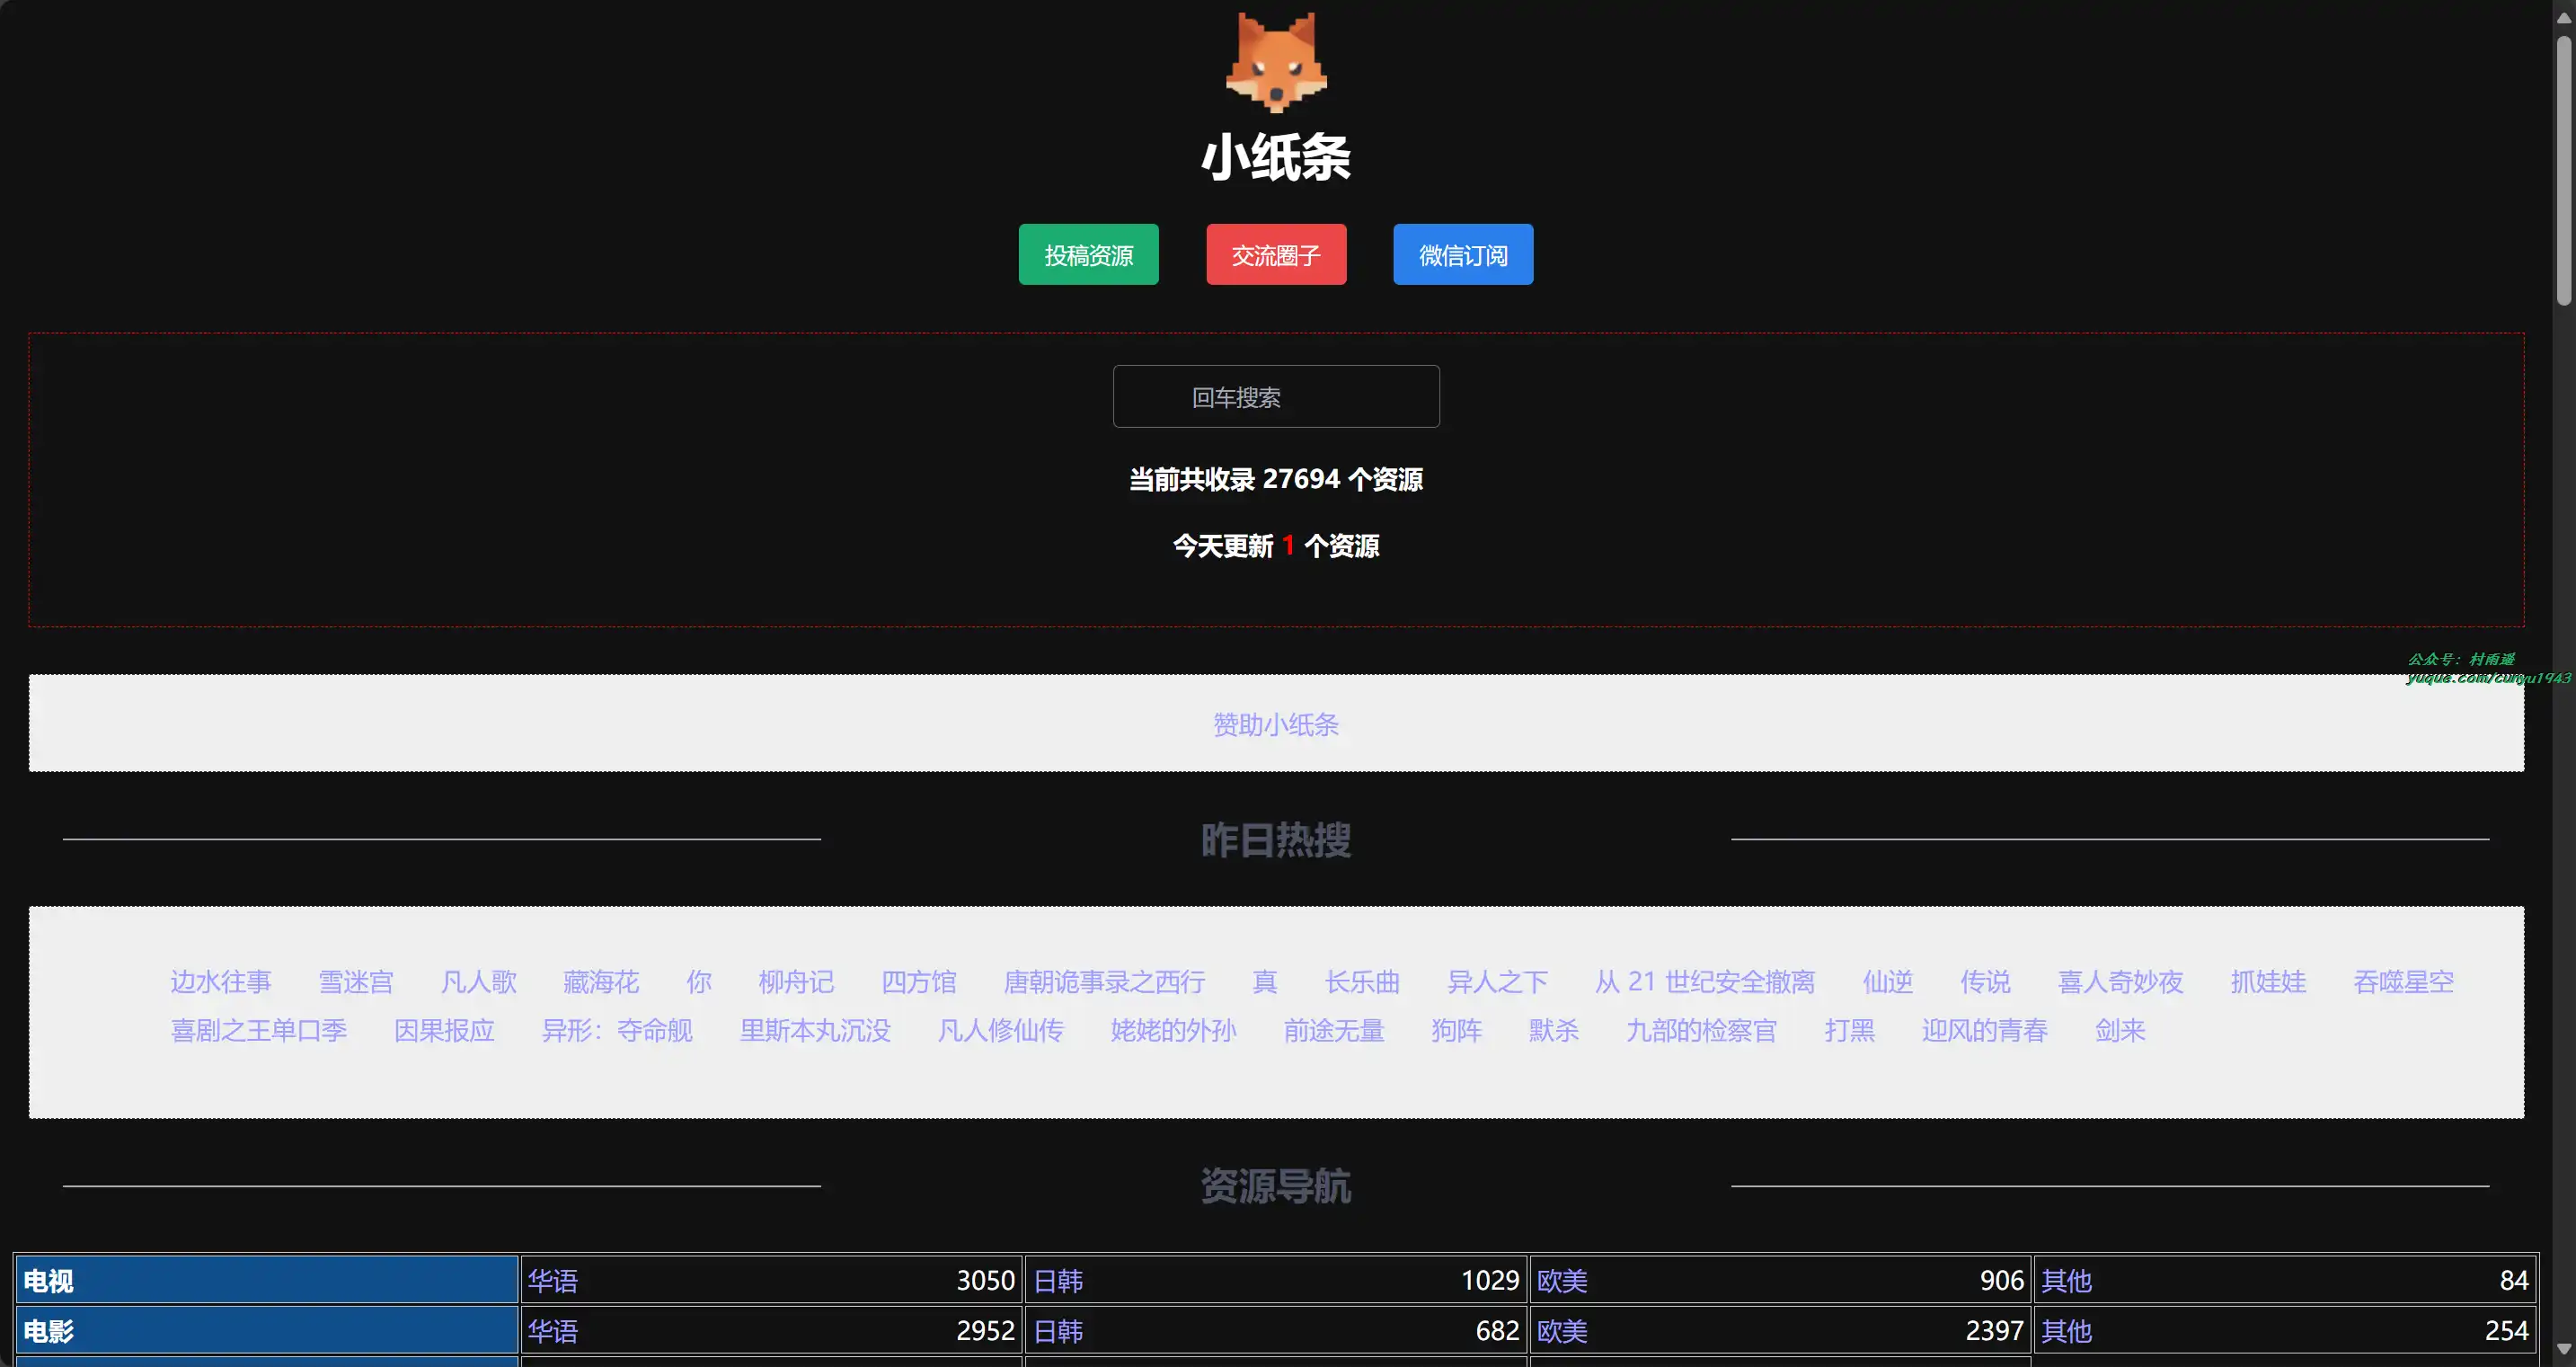 小纸条
投稿资源 交流圈子 微信订阅
回车搜索
当前共收录 27694 个资源
今天更新 1 个资源
公众号：村雨遥
yuque.com/cunyu1943
赞助小纸条
昨日热搜
边水往事 雪迷宫 凡人歌 藏海花 你 柳舟记 四方馆 唐朝诡事录之西行 真 长乐曲 异人之下 从 21 世纪安全撤离 仙逆 传说 喜人奇妙夜 抓娃娃 吞噬星空
喜剧之王单口季 因果报应 异形：夺命舰 里斯本丸沉没 凡人修仙传 姥姥的外孙 前途无量 狗阵 默杀 九部的检察官 打黑 迎风的青春 剑来
资源导航
电视 华语 3050 日韩 1029 欧美 906 其他 84
电影 华语 2952 日韩 682 欧美 2397 其他 254